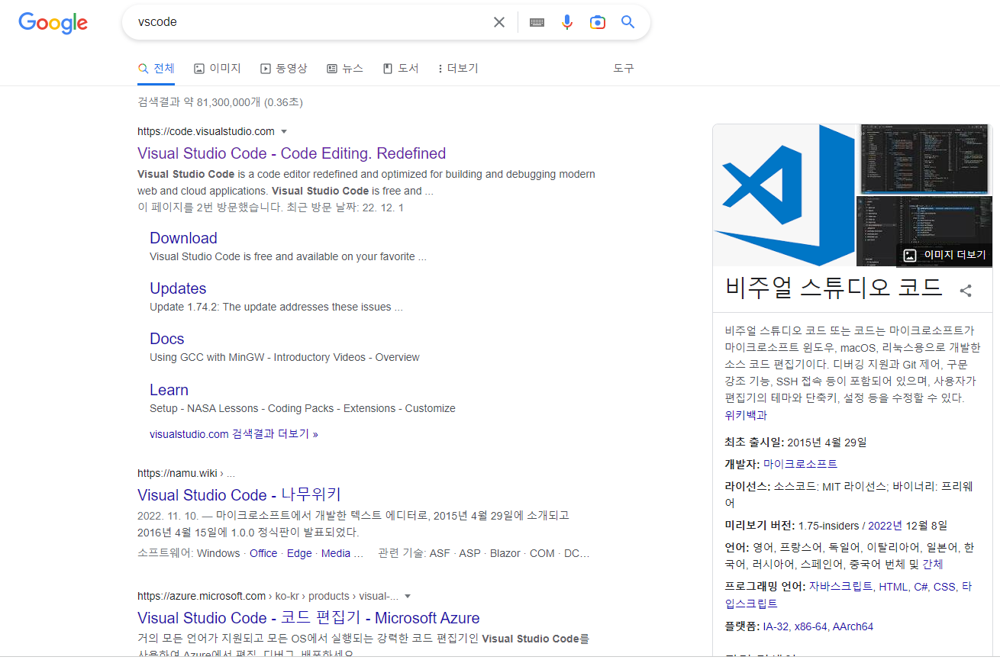 Google
vscode
전체 이미지 동영상 뉴스 도서 더보기 도구
검색결과 약 81,300,000개 (0.36초)
https://code.visualstudio.com
Visual Studio Code - Code Editing. Redefined
Visual Studio Code is a code editor redefined and optimized for building and debugging modern
web and cloud applications. Visual Studio Code is free and ...
이 페이지를 2번 방문했습니다. 최근 방문 날짜: 22. 12. 1
Download
Visual Studio Code is free and available on your favorite ...
Updates
Update 1.74.2: The update addresses these issues ...
Docs
Using GCC with MinGW - Introductory Videos - Overview
Learn
Setup - NASA Lessons - Coding Packs - Extensions - Customize
visualstudio.com 검색결과 더보기 »
https://namu.wiki › ...
Visual Studio Code - 나무위키
2022. 11. 10. — 마이크로소프트에서 개발한 텍스트 에디터로, 2015년 4월 29일에 소개되고
2016년 4월 15일에 1.0.0 정식판이 발표되었다.
소프트웨어: Windows · Office · Edge · Media ... 관련 기술: ASF · ASP · Blazor · COM · DC...
https://azure.microsoft.com › ko-kr › products › visual-...
Visual Studio Code - 코드 편집기 - Microsoft Azure
거의 모든 언어가 지원되고 모든 OS에서 실행되는 강력한 코드 편집기인 Visual Studio Code를
사용하여 Azure에서 편집, 디버그, 배포하세요.
이미지 더보기
비주얼 스튜디오 코드
비주얼 스튜디오 코드 또는 코드는 마이크로소프트가
마이크로소프트 윈도우, macOS, 리눅스용으로 개발한
소스 코드 편집기이다. 디버깅 지원과 Git 제어, 구문
강조 기능, SSH 접속 등이 포함되어 있으며, 사용자가
편집기의 테마와 단축키, 설정 등을 수정할 수 있다.
위키백과
최초 출시일: 2015년 4월 29일
개발자: 마이크로소프트
라이선스: 소스코드: MIT 라이선스; 바이너리: 프리웨
어
미리보기 버전: 1.75-insiders / 2022년 12월 8일
언어: 영어, 프랑스어, 독일어, 이탈리아어, 일본어, 한
국어, 러시아어, 스페인어, 중국어 번체 및 간체
프로그래밍 언어: 자바스크립트, HTML, C#, CSS, 타
입스크립트
플랫폼: IA-32, x86-64, AArch64